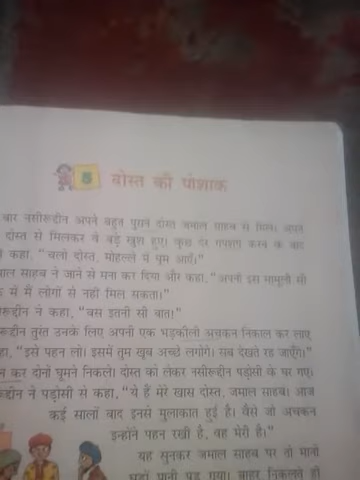 5 दोस्त की पोशाक
बार नसीरुद्दीन अपने बहुत पुराने दोस्त जमाल साहब से मिले। अपने
दोस्त से मिलकर वे बड़े खुश हुए। कुछ देर गपशप करने के बाद
कहा, "चलो दोस्त, मोहल्ले में घूम आएँ।"
साहब ने जाने से मना कर दिया और कहा, "अपनी इस मामूली सी
में मैं लोगों से नहीं मिल सकता।"
ने कहा, "बस इतनी सी बात!"
तुरंत उनके लिए अपनी एक भड़कीली अचकन निकाल कर लाए
"इसे पहन लो। इसमें तुम खूब अच्छे लगोगे। सब देखते रह जाएँगे।"
कर दोनों घूमने निकले। दोस्त को लेकर नसीरुद्दीन पड़ोसी के घर गए।
ने पड़ोसी से कहा, "ये हैं मेरे खास दोस्त, जमाल साहब। आज
कई सालों बाद इनसे मुलाकात हुई है। वैसे जो अचकन
इन्होंने पहन रखी है, वह मेरी है।"
यह सुनकर जमाल साहब पर तो मानो
घड़ों पानी पड़ गया। बाहर निकलते ही